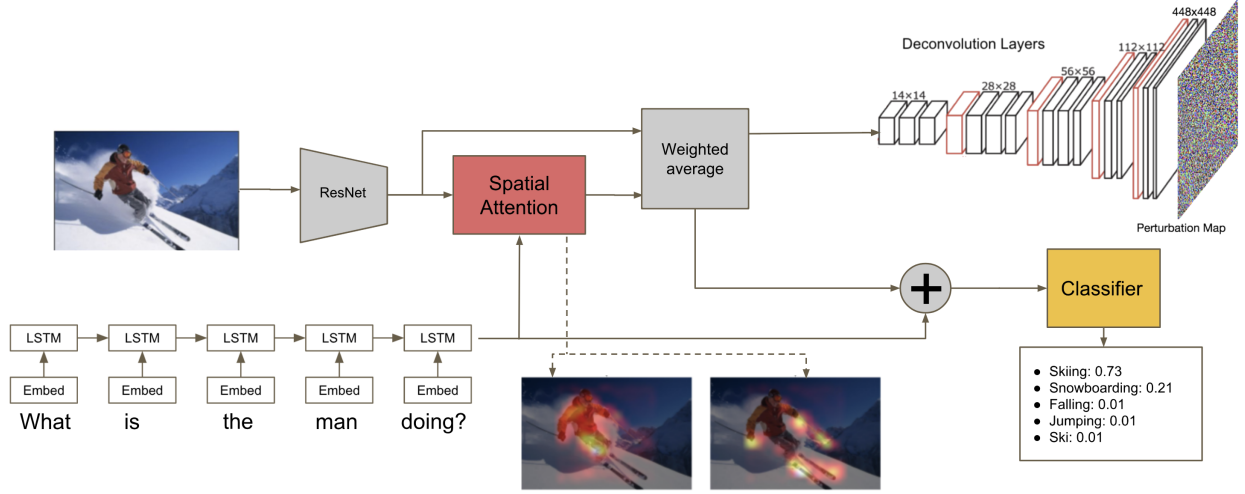 448x448
Deconvolution Layers
112×112
56×56
28×28
14×14
Weighted
average
ResNet
Spatial
Attention
Perturbation Map
Classifier
LSTM LSTM LSTM LSTM LSTM
Embed Embed Embed Embed Embed
What is the man doing?
● Skiing: 0.73
● Snowboarding: 0.21
● Falling: 0.01
● Jumping: 0.01
● Ski: 0.01